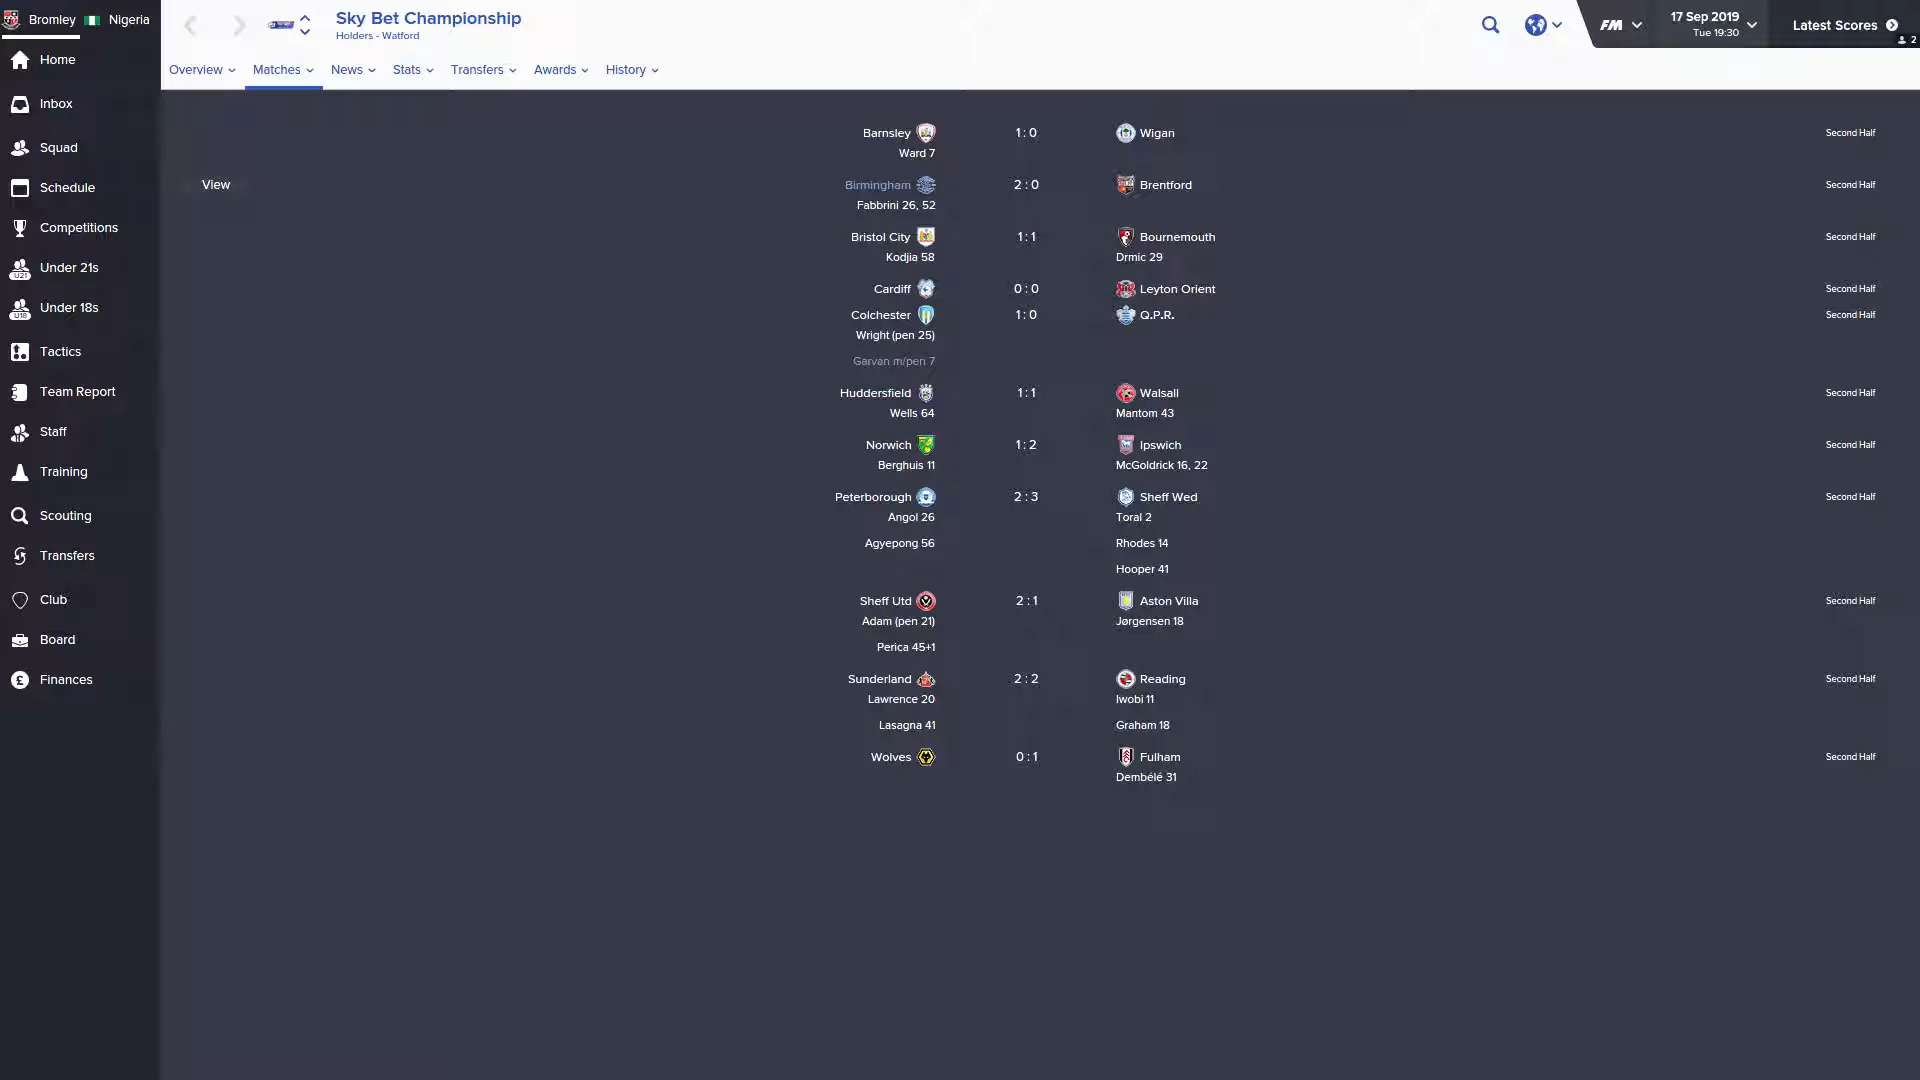 Bromley Nigeria
Sky Bet Championship
Holders - Watford
FM
17 Sep 2019
Tue 19:30
Latest Scores
2
Overview Matches News Stats Transfers Awards History
Home
Inbox
Squad
Schedule
Competitions
Under 21s
U21
Under 18s
U18
Tactics
Team Report
Staff
Training
Scouting
Transfers
Club
Board
Finances
View
Barnsley 1 : 0 Wigan Second Half
Ward 7
Birmingham 2 : 0 Brentford Second Half
Fabbrini 26, 52
Bristol City 1 : 1 Bournemouth Second Half
Kodjia 58 Drmic 29
Cardiff 0 : 0 Leyton Orient Second Half
Colchester 1 : 0 Q.P.R. Second Half
Wright (pen 25)
Garvan m/pen 7
Huddersfield 1 : 1 Walsall Second Half
Wells 64 Mantom 43
Norwich 1 : 2 Ipswich Second Half
Berghuis 11 McGoldrick 16, 22
Peterborough 2 : 3 Sheff Wed Second Half
Angol 26 Toral 2
Agyepong 56 Rhodes 14
Hooper 41
Sheff Utd 2 : 1 Aston Villa Second Half
Adam (pen 21) Jørgensen 18
Perica 45+1
Sunderland 2 : 2 Reading Second Half
Lawrence 20 Iwobi 11
Lasagna 41 Graham 18
Wolves 0 : 1 Fulham Second Half
Dembélé 31